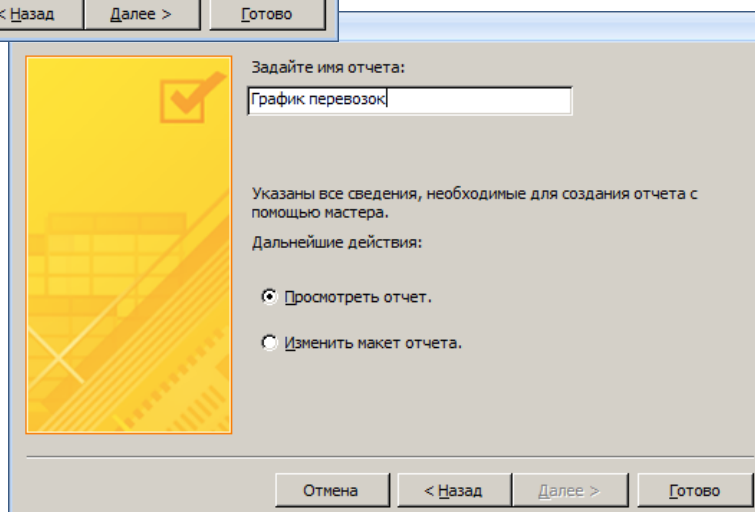 < Назад Далее > Готово
Задайте имя отчета:
График перевозок
Указаны все сведения, необходимые для создания отчета с
помощью мастера.
Дальнейшие действия:
Просмотреть отчет.
Изменить макет отчета.
Отмена < Назад Далее > Готово